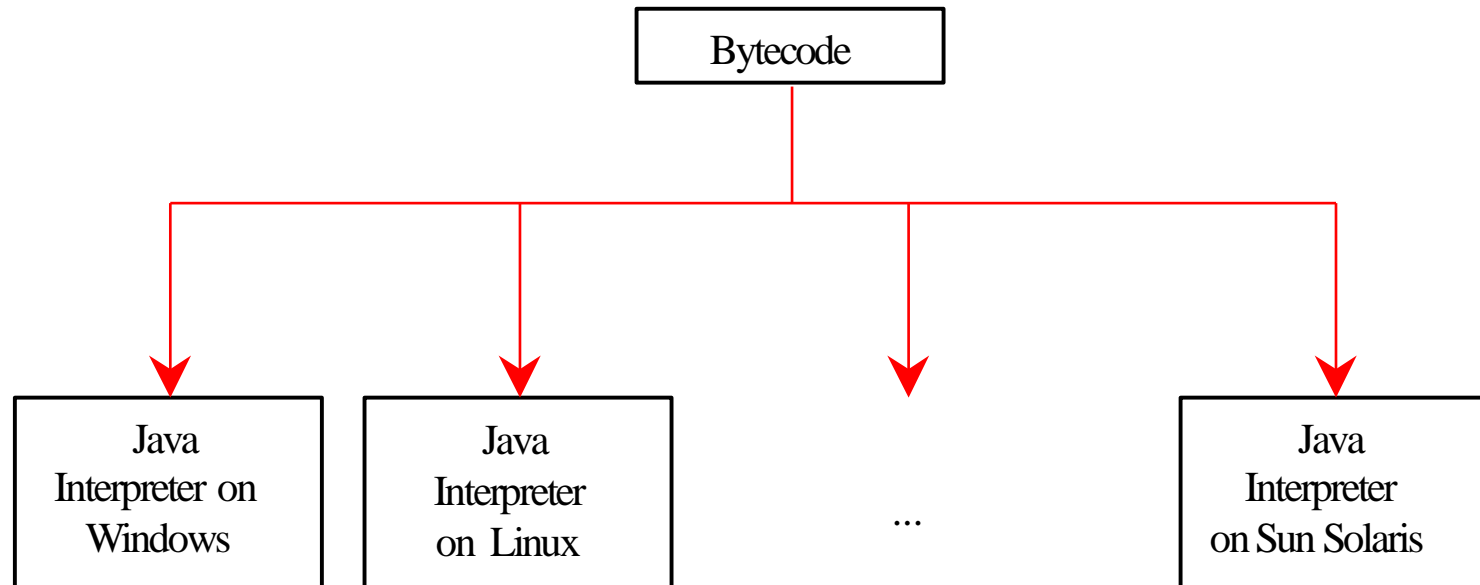 Bytecode
Java
Interpreter on
Windows
Java
Interpreter
on Linux
...
Java
Interpreter
on Sun Solaris